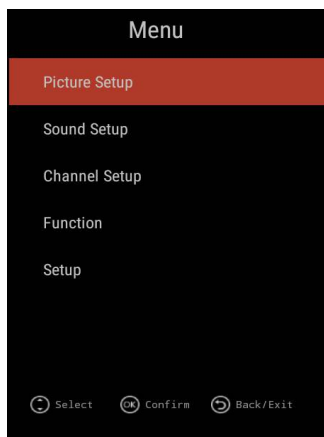 Menu
Picture Setup
Sound Setup
Channel Setup
Function
Setup
Select OK Confirm Back/Exit